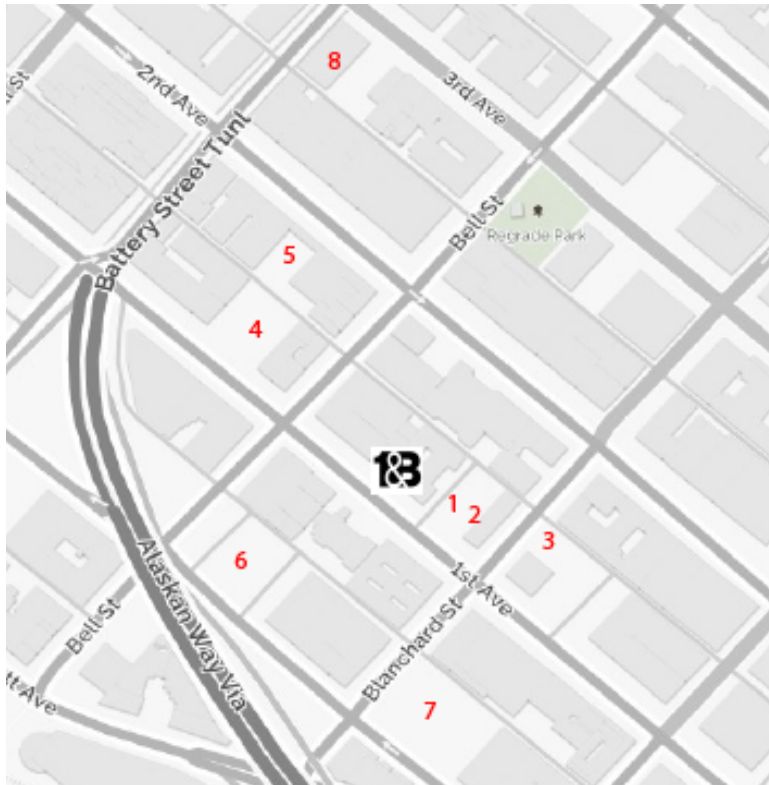 8
2nd Ave
3rd Ave
St
Battery Street Tunl
Bell St
Regrade Park
5
4
1&B
1
2
3
6
1st Ave
Alaskan Way Via
Bell St
Blanchard St
tt Ave
7